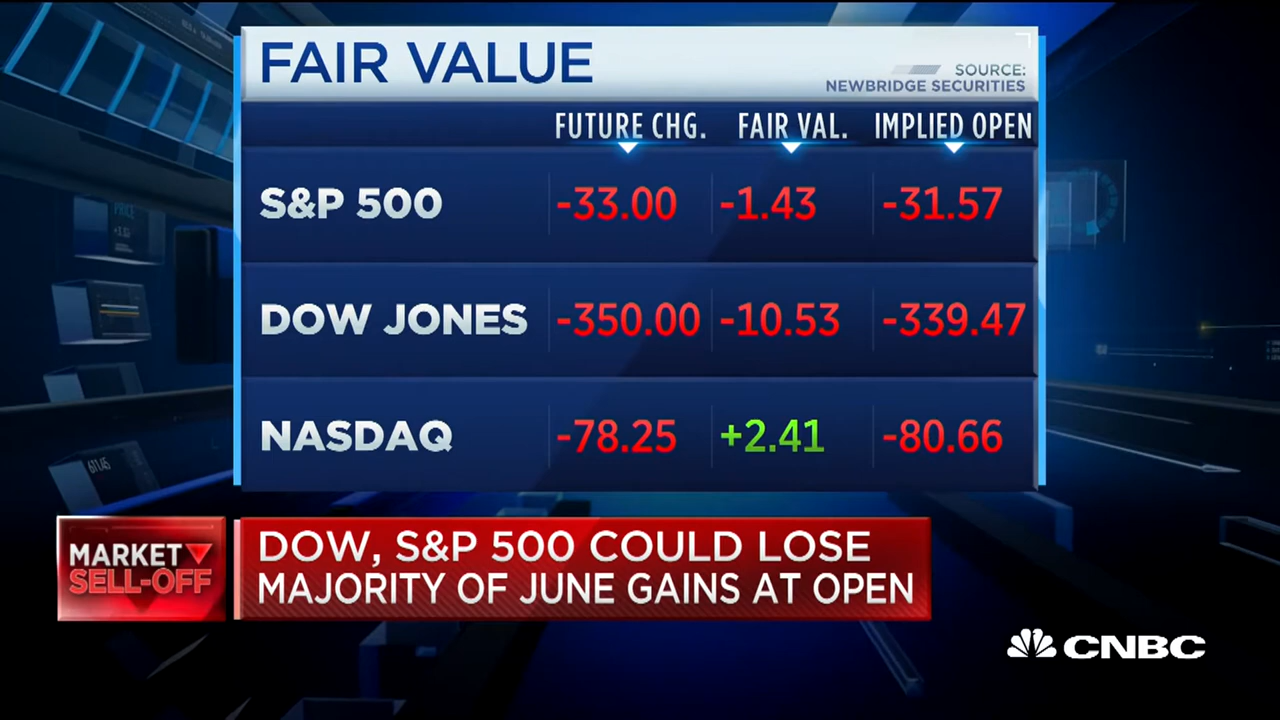 FAIR VALUE
SOURCE:
NEWBRIDGE SECURITIES
FUTURE CHG. FAIR VAL. IMPLIED OPEN
S&P 500 -33.00 -1.43 -31.57
DOW JONES -350.00 -10.53 -339.47
NASDAQ -78.25 +2.41 -80.66
MARKET
SELL-OFF
DOW, S&P 500 COULD LOSE
MAJORITY OF JUNE GAINS AT OPEN
CNBC
PRICE